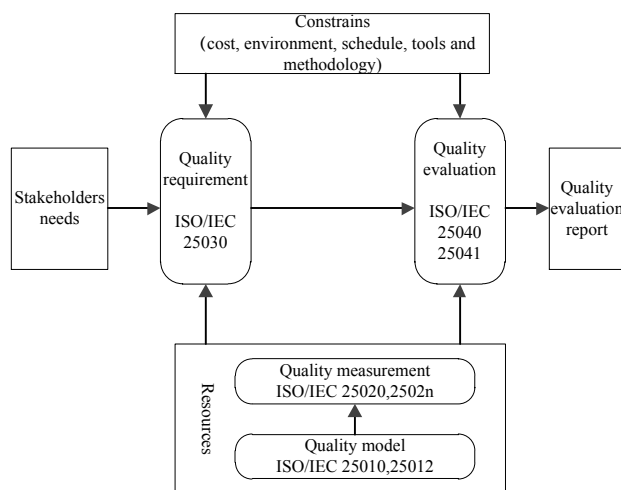 Constrains
(cost, environment, schedule, tools and
methodology)
Stakeholders
needs
Quality
requirement
ISO/IEC
25030
Quality
evaluation
ISO/IEC
25040
25041
Quality
evaluation
report
Resources
Quality measurement
ISO/IEC 25020,2502n
Quality model
ISO/IEC 25010,25012